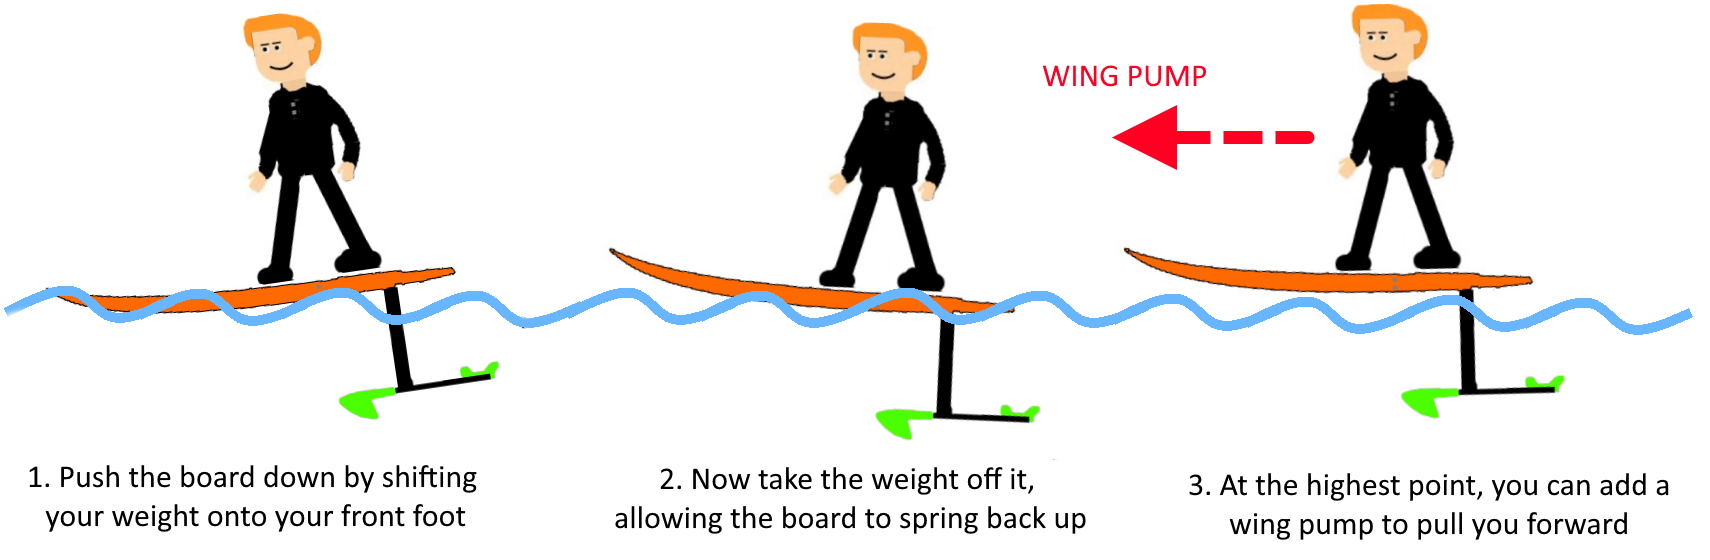 WING PUMP
1. Push the board down by shifting
your weight onto your front foot
2. Now take the weight off it,
allowing the board to spring back up
3. At the highest point, you can add a
wing pump to pull you forward